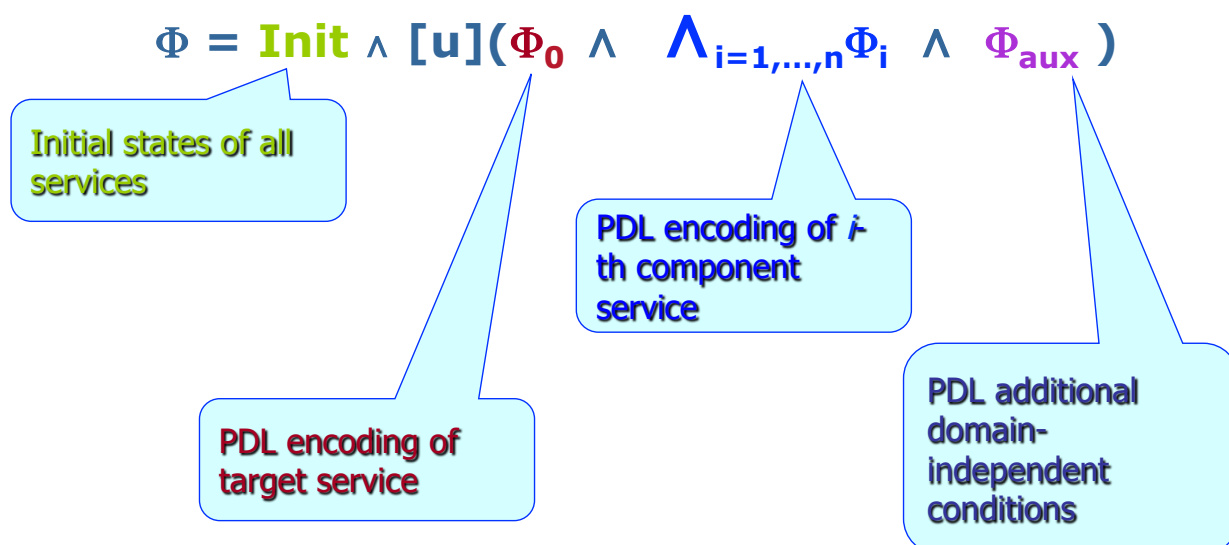 Φ = Init ∧ [u](Φ₀ ∧ ⋀ᵢ₌₁,...,ₙΦᵢ ∧ Φₐᵤₓ )
Initial states of all
services
PDL encoding of i-
th component
service
PDL encoding of
target service
PDL additional
domain-
independent
conditions